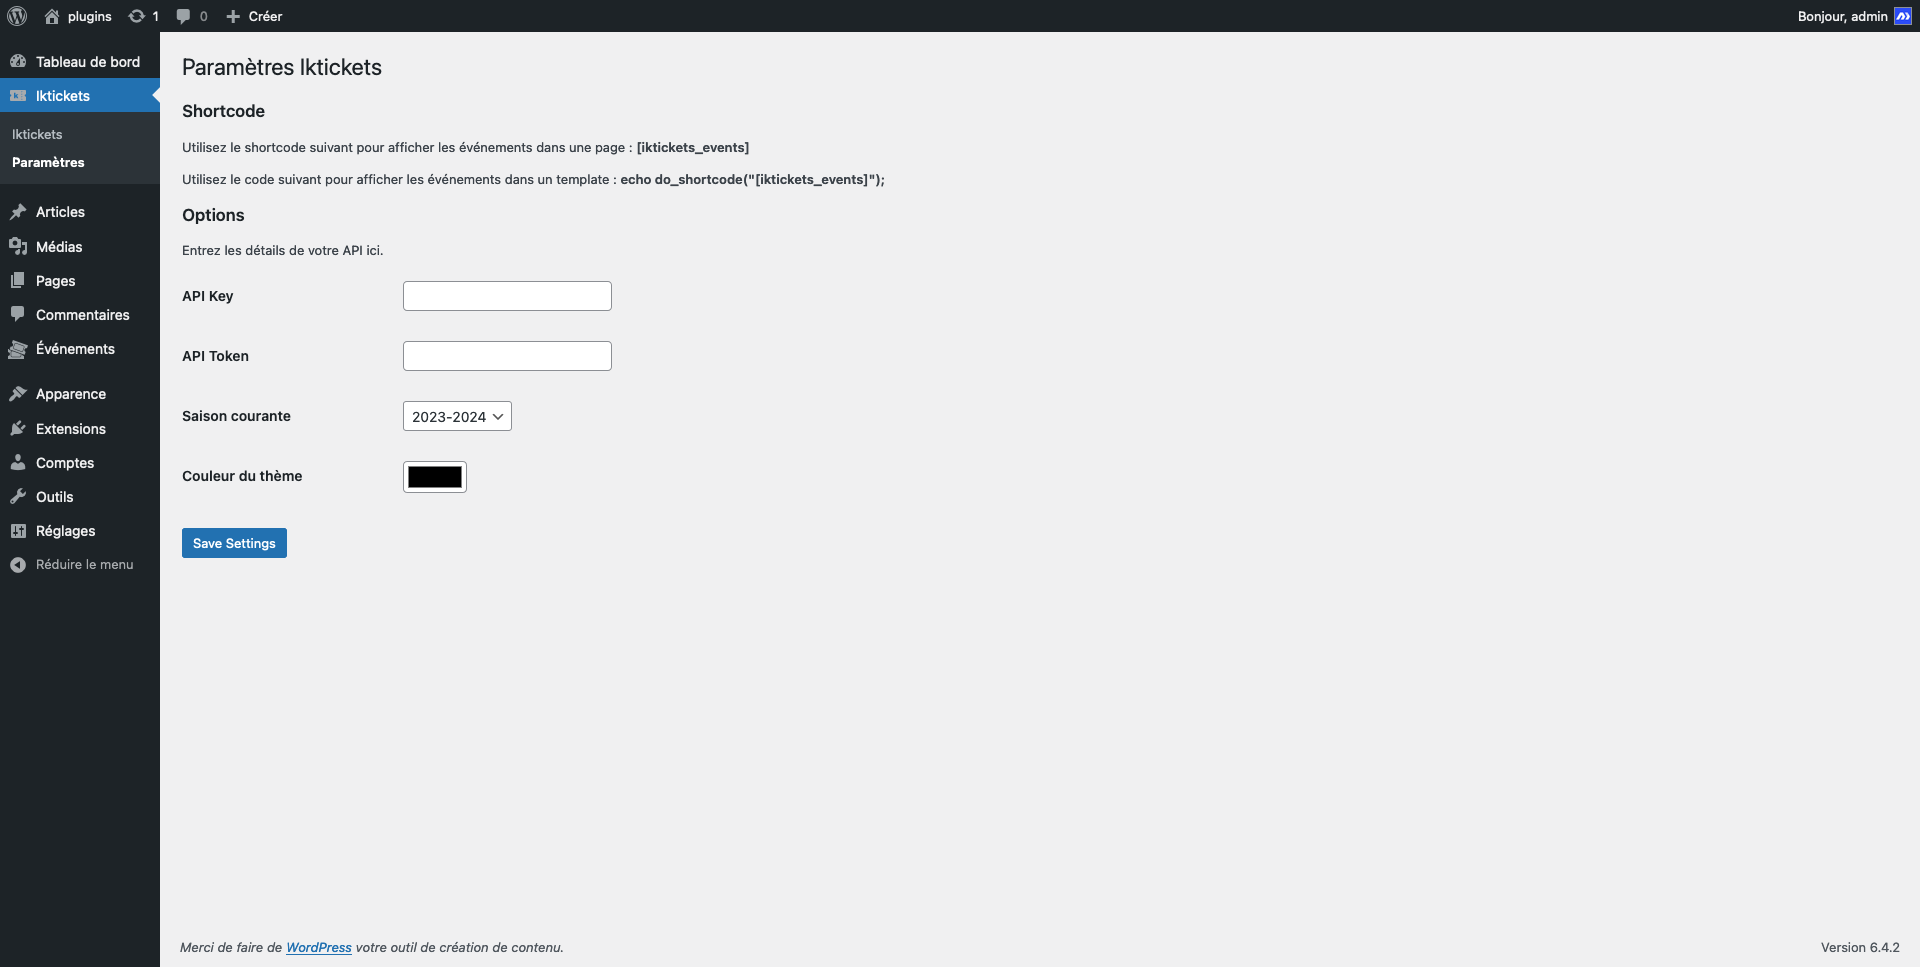 plugins
1
0
Créer
Bonjour, admin
Tableau de bord
Iktickets
Iktickets
Paramètres
Articles
Médias
Pages
Commentaires
Événements
Apparence
Extensions
Comptes
Outils
Réglages
Réduire le menu
Paramètres Iktickets
Shortcode
Utilisez le shortcode suivant pour afficher les événements dans une page : [iktickets_events]
Utilisez le code suivant pour afficher les événements dans un template : echo do_shortcode("[iktickets_events]");
Options
Entrez les détails de votre API ici.
API Key
API Token
Saison courante
2023-2024
Couleur du thème
Save Settings
Merci de faire de WordPress votre outil de création de contenu.
Version 6.4.2